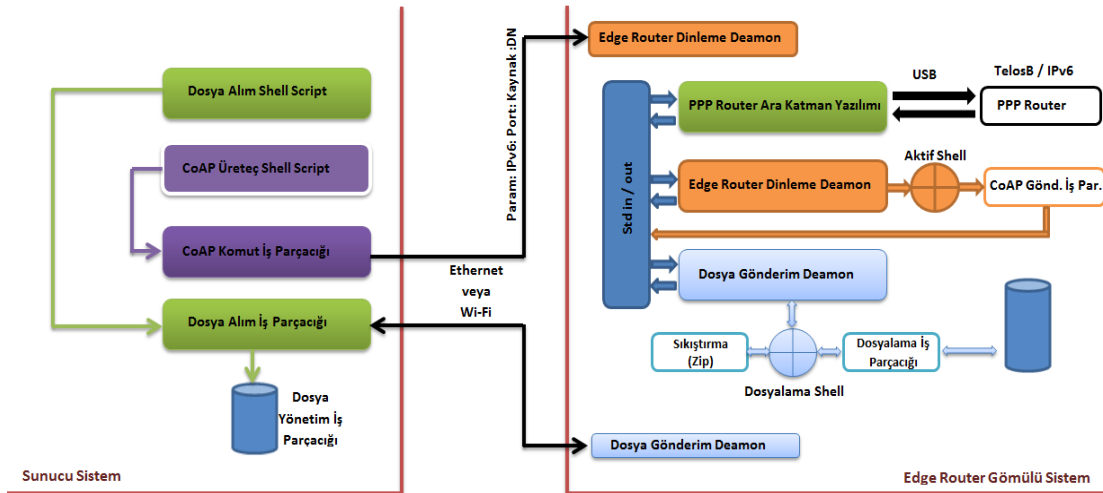 Edge Router Dinleme Deamon
Dosya Alım Shell Script
CoAP Üreteç Shell Script
CoAP Komut İş Parçacığı
Dosya Alım İş Parçacığı
Dosya
Yönetim İş
Parçacığı
Sunucu Sistem
Param: IPv6: Port: Kaynak :DN
Ethernet
veya
Wi-Fi
Std in / out
PPP Router Ara Katman Yazılımı
USB
TelosB / IPv6
PPP Router
Edge Router Dinleme Deamon
Aktif Shell
CoAP Gönd. İş Par.
Dosya Gönderim Deamon
Sıkıştırma
(Zip)
Dosyalama İş
Parçacığı
Dosyalama Shell
Dosya Gönderim Deamon
Edge Router Gömülü Sistem